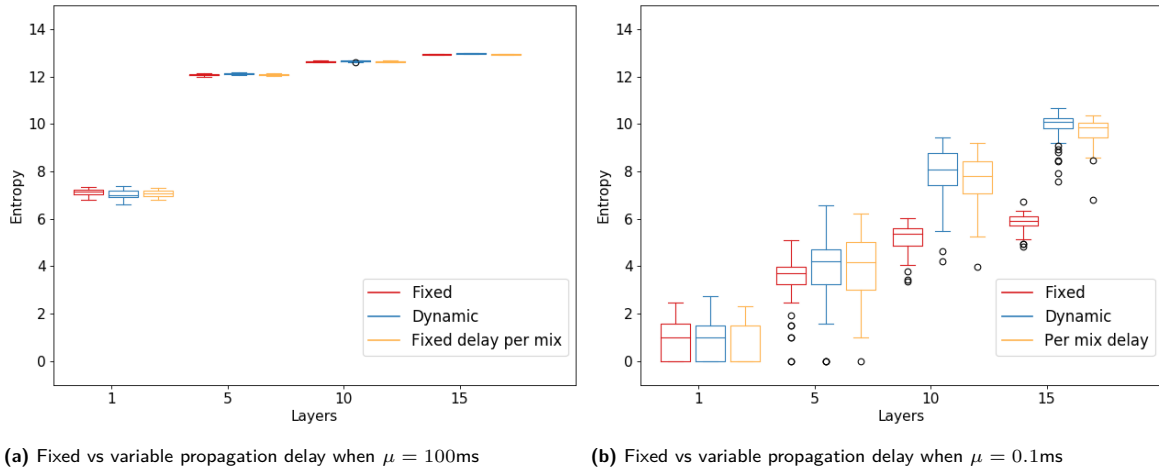 14
12
10
8
6
4
2
0
Entropy
1
5
10
15
Layers
Fixed
Dynamic
Fixed delay per mix
(a) Fixed vs variable propagation delay when μ = 100ms
14
12
10
8
6
4
2
0
Entropy
1
5
10
15
Layers
Fixed
Dynamic
Per mix delay
(b) Fixed vs variable propagation delay when μ = 0.1ms